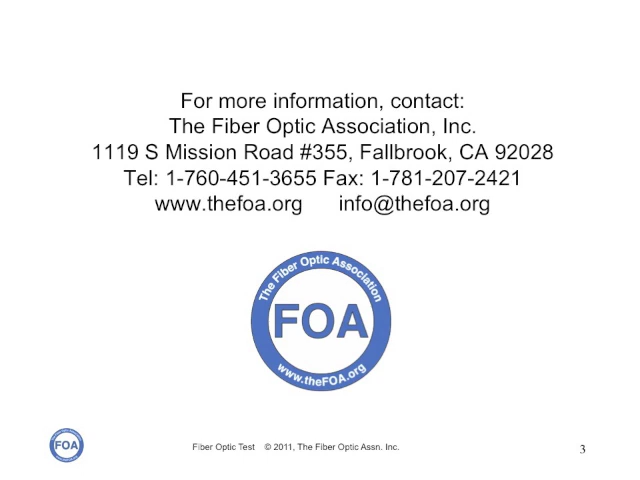 For more information, contact:
The Fiber Optic Association, Inc.
1119 S Mission Road #355, Fallbrook, CA 92028
Tel: 1-760-451-3655 Fax: 1-781-207-2421
www.thefoa.org info@thefoa.org
The Fiber Optic Association
FOA
www.theFOA.org
FOA
Fiber Optic Test © 2011, The Fiber Optic Assn. Inc.
3